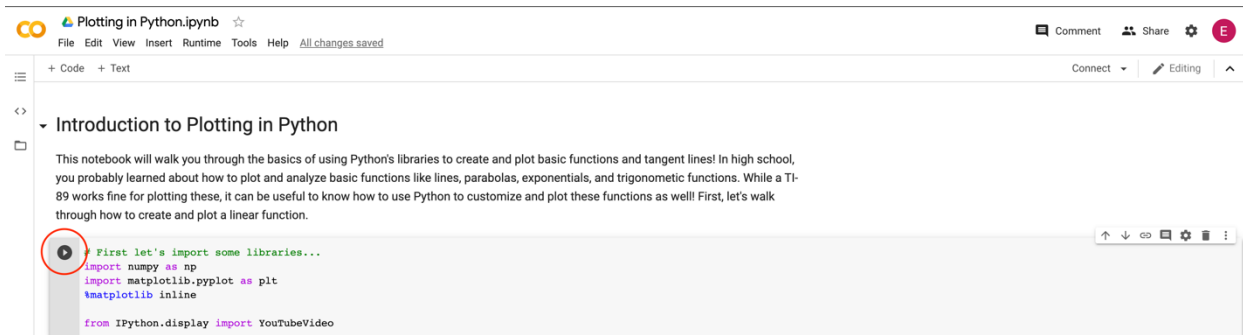 Plotting in Python.ipynb
Comment Share E
File Edit View Insert Runtime Tools Help All changes saved
+ Code + Text Connect Editing
Introduction to Plotting in Python
This notebook will walk you through the basics of using Python's libraries to create and plot basic functions and tangent lines! In high school,
you probably learned about how to plot and analyze basic functions like lines, parabolas, exponentials, and trigonometic functions. While a TI-
89 works fine for plotting these, it can be useful to know how to use Python to customize and plot these functions as well! First, let's walk
through how to create and plot a linear function.
# First let's import some libraries...
import numpy as np
import matplotlib.pyplot as plt
%matplotlib inline
from IPython.display import YouTubeVideo